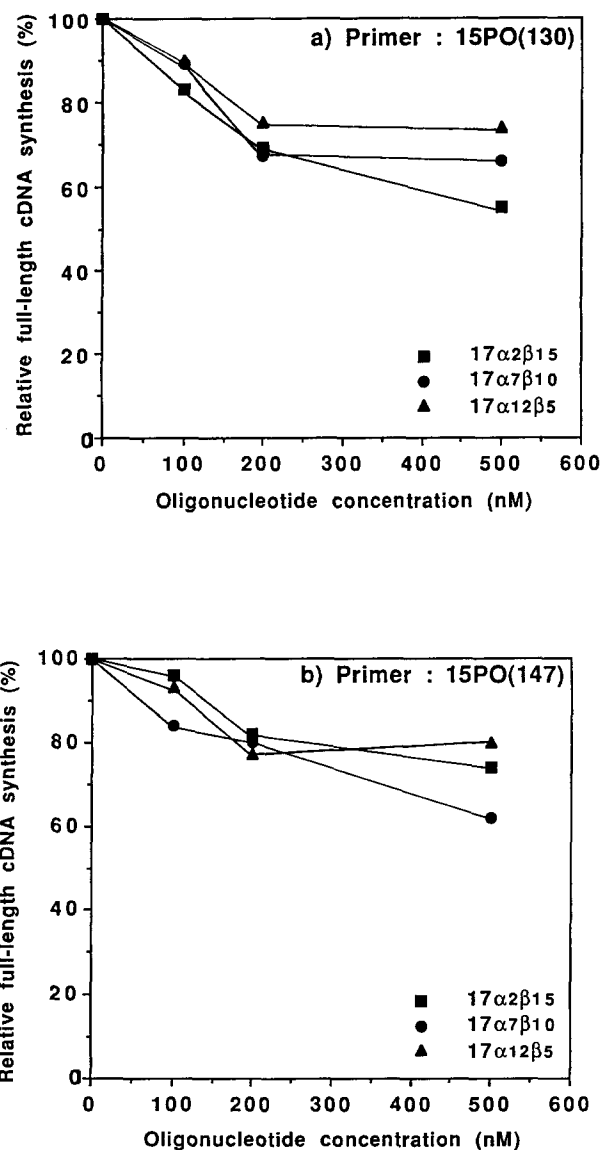 a) Primer : 15PO(130)
Relative full-length cDNA synthesis (%)
100
80
60
40
20
0
17α2β15
17α7β10
17α12β5
0 100 200 300 400 500 600
Oligonucleotide concentration (nM)
b) Primer : 15PO(147)
Relative full-length cDNA synthesis (%)
100
80
60
40
20
0
17α2β15
17α7β10
17α12β5
0 100 200 300 400 500 600
Oligonucleotide concentration (nM)